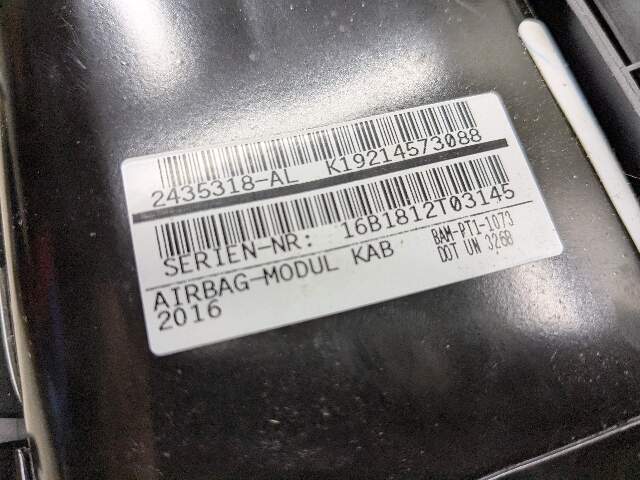 2435318-AL K19214573088
SERIEN-NR: 16B1812T03145
AIRBAG-MODUL KAB
2016
BAM-PT1-1073
DOT UN 3268